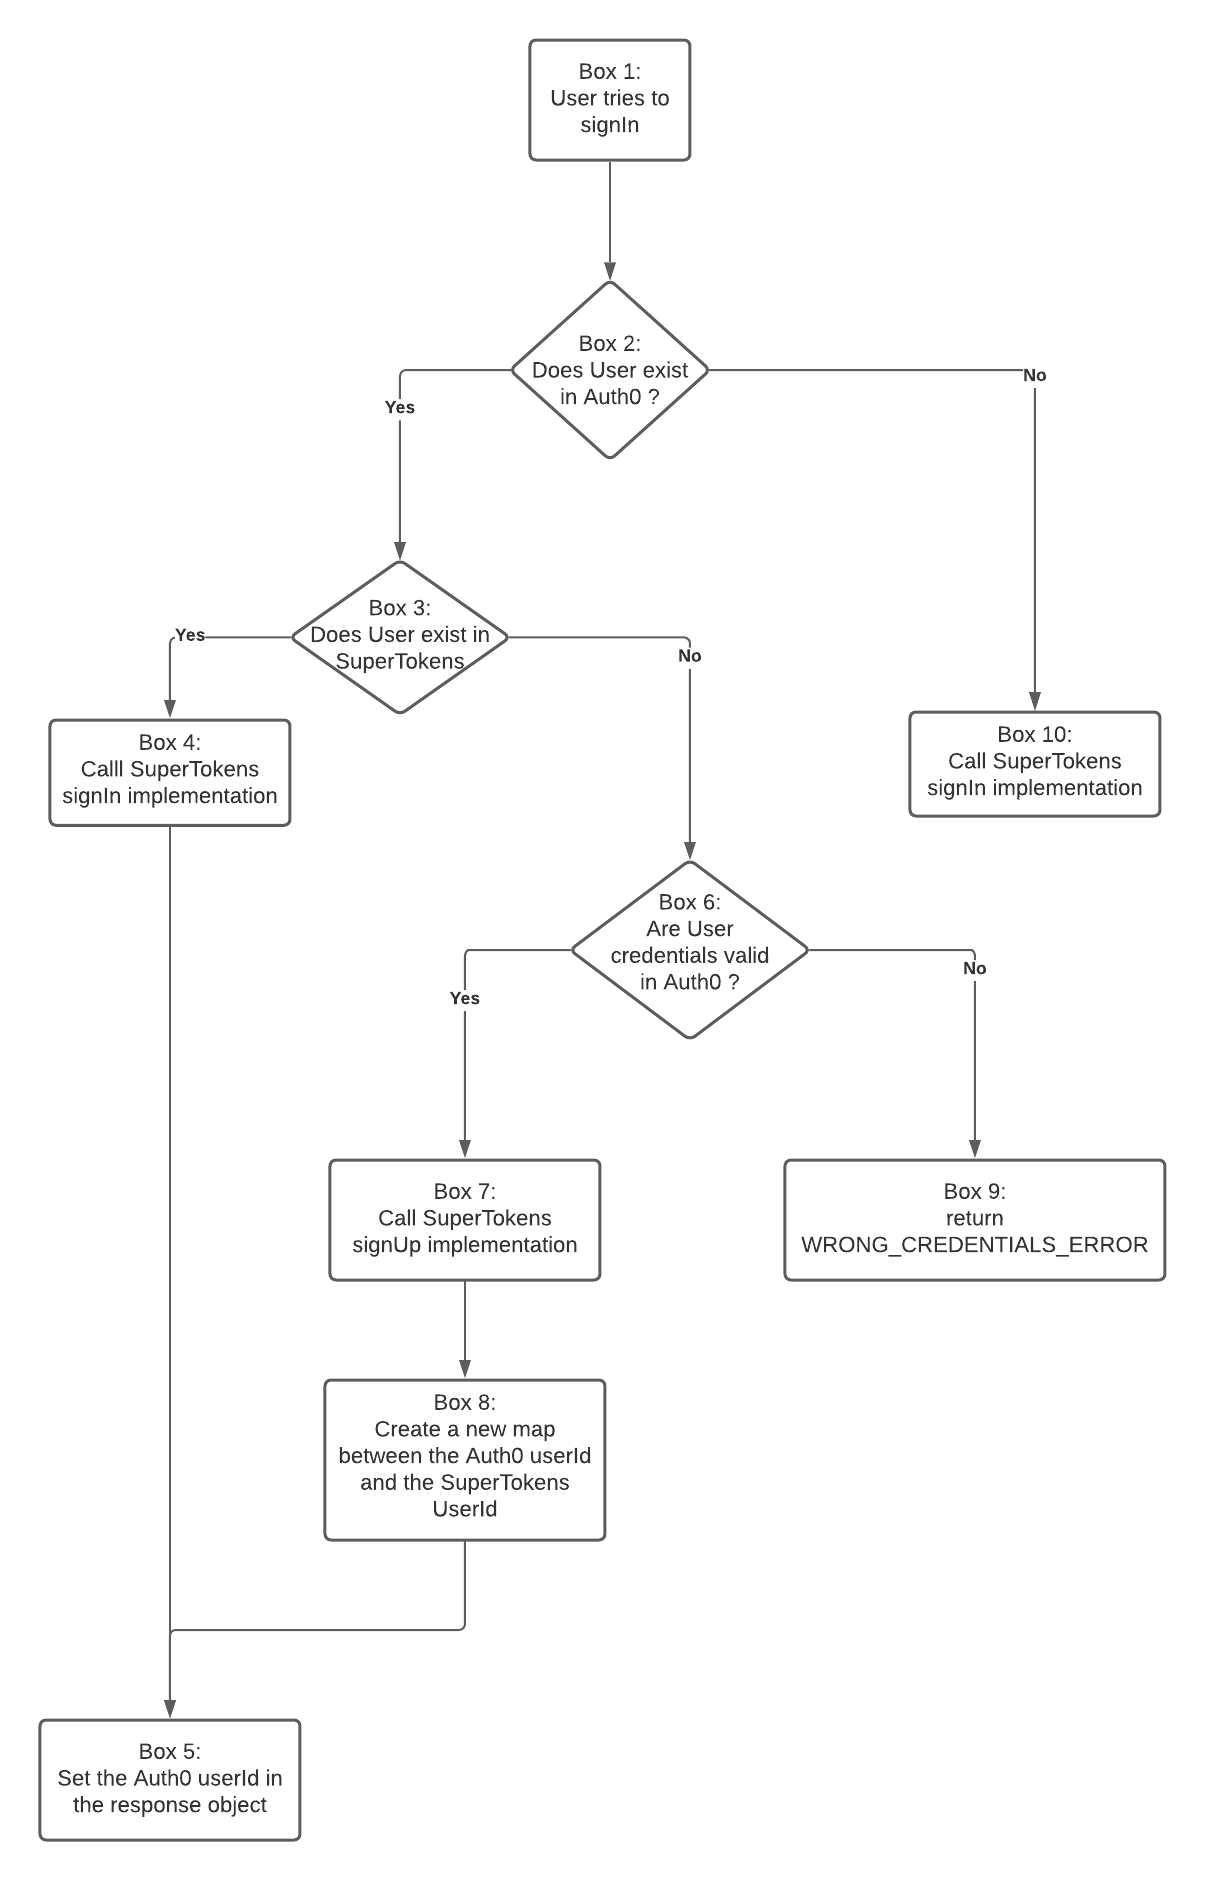 Box 1:
User tries to
signIn
Box 2:
Does User exist
in Auth0 ?
Yes
No
Box 3:
Does User exist in
SuperTokens
Yes
No
Box 4:
Calll SuperTokens
signIn implementation
Box 10:
Call SuperTokens
signIn implementation
Box 6:
Are User
credentials valid
in Auth0 ?
Yes
No
Box 7:
Call SuperTokens
signUp implementation
Box 9:
return
WRONG_CREDENTIALS_ERROR
Box 8:
Create a new map
between the Auth0 userId
and the SuperTokens
UserId
Box 5:
Set the Auth0 userId in
the response object